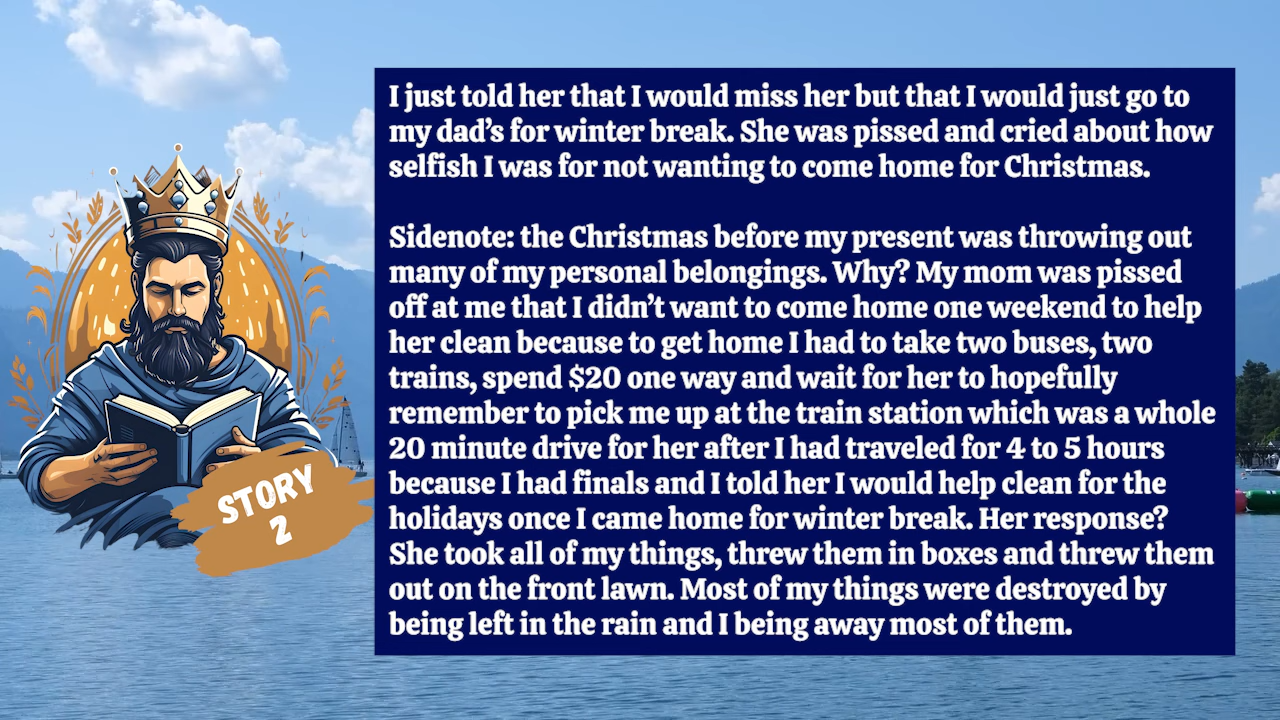 I just told her that I would miss her but that I would just go to
my dad’s for winter break. She was pissed and cried about how
selfish I was for not wanting to come home for Christmas.
Sidenote: the Christmas before my present was throwing out
many of my personal belongings. Why? My mom was pissed
off at me that I didn’t want to come home one weekend to help
her clean because to get home I had to take two buses, two
trains, spend $20 one way and wait for her to hopefully
remember to pick me up at the train station which was a whole
20 minute drive for her after I had traveled for 4 to 5 hours
because I had finals and I told her I would help clean for the
holidays once I came home for winter break. Her response?
She took all of my things, threw them in boxes and threw them
out on the front lawn. Most of my things were destroyed by
being left in the rain and I being away most of them.
STORY
2